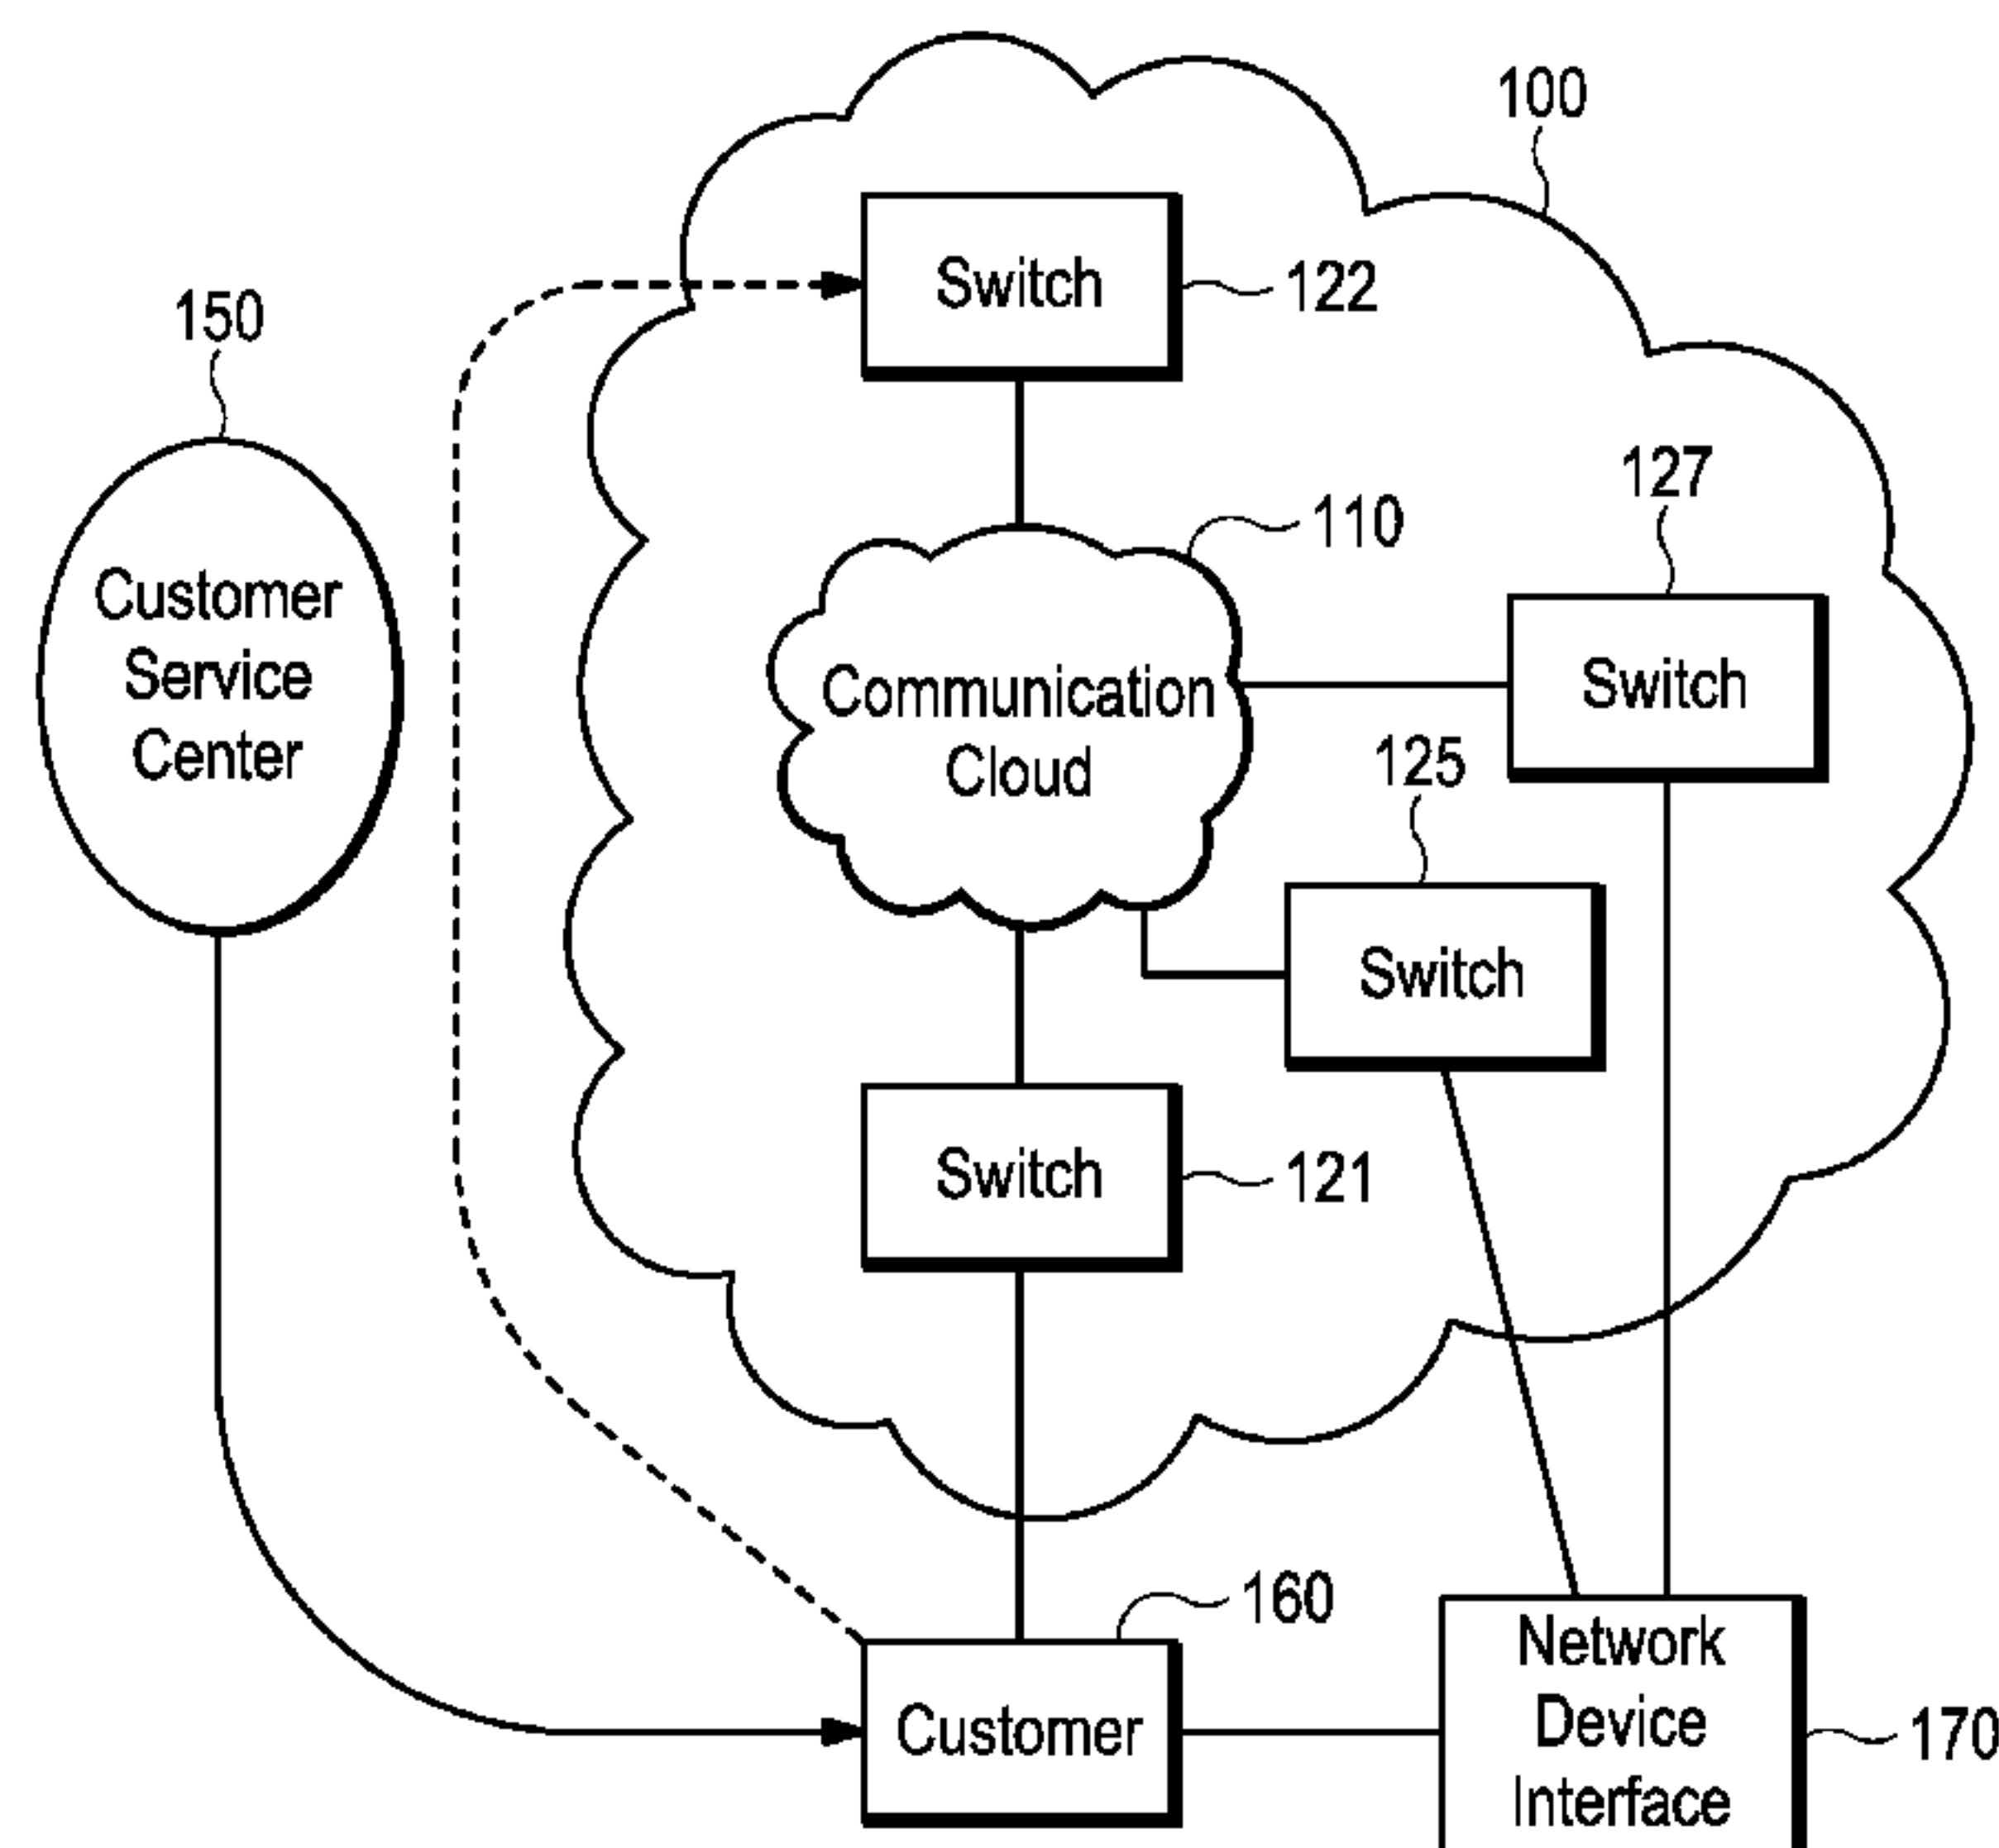 100
Switch
122
150
127
110
Customer
Service
Center
Communication
Cloud
Switch
125
Switch
Switch
121
160
Customer
Network
Device
Interface
170